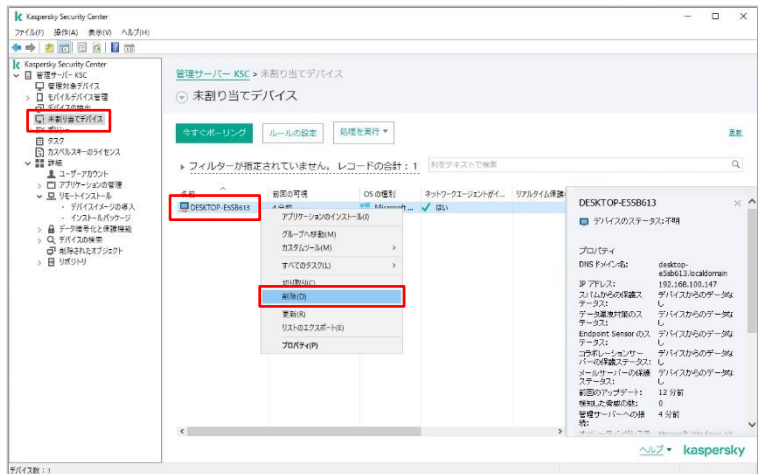 Kaspersky Security Center
ファイル(F) 操作(A) 表示(V) ヘルプ(H)
Kaspersky Security Center
管理サーバー KSC
管理対象デバイス
モバイルデバイス管理
デバイスの抽出
未割り当てデバイス
ポリシー
タスク
カスペルスキーのライセンス
詳細
ユーザーアカウント
アプリケーションの管理
リモートインストール
デバイスイメージの導入
インストールパッケージ
データ暗号化と保護機能
デバイスの検索
削除されたオブジェクト
リポジトリ
管理サーバー KSC > 未割り当てデバイス
未割り当てデバイス
今すぐポーリング ルールの設定 処理を実行 更新
フィルターが指定されていません。 レコードの合計: 1 列をテキストで検索
名前 前回の可視 OS の種別 ネットワークエージェントがイ... リアルタイム保護
DESKTOP-E5SB613 4 分前 Microsoft... はい
アプリケーションのインストール(I)
グループへ移動(M)
カスタムツール(M)
すべてのタスク(L)
切り取り(C)
削除(D)
更新(R)
リストのエクスポート(E)
プロパティ(P)
DESKTOP-E5SB613
デバイスのステータス: 不明
プロパティ
DNS ドメイン名: desktop-
e5sb613.localdomain
IP アドレス: 192.168.100.147
スパムからの保護ス デバイスからのデータな
テータス: し
データ漏洩対策のス デバイスからのデータな
テータス: し
Endpoint Sensor のス デバイスからのデータな
テータス: し
コラボレーションサー デバイスからのデータな
バーの保護ステータス: し
メールサーバーの保護 デバイスからのデータな
ステータス: し
前回のアップデート: 12 分前
検知した脅威の数: 0
管理サーバーへの接 4 分前
続:
ヘルプ kaspersky
デバイス数: 1